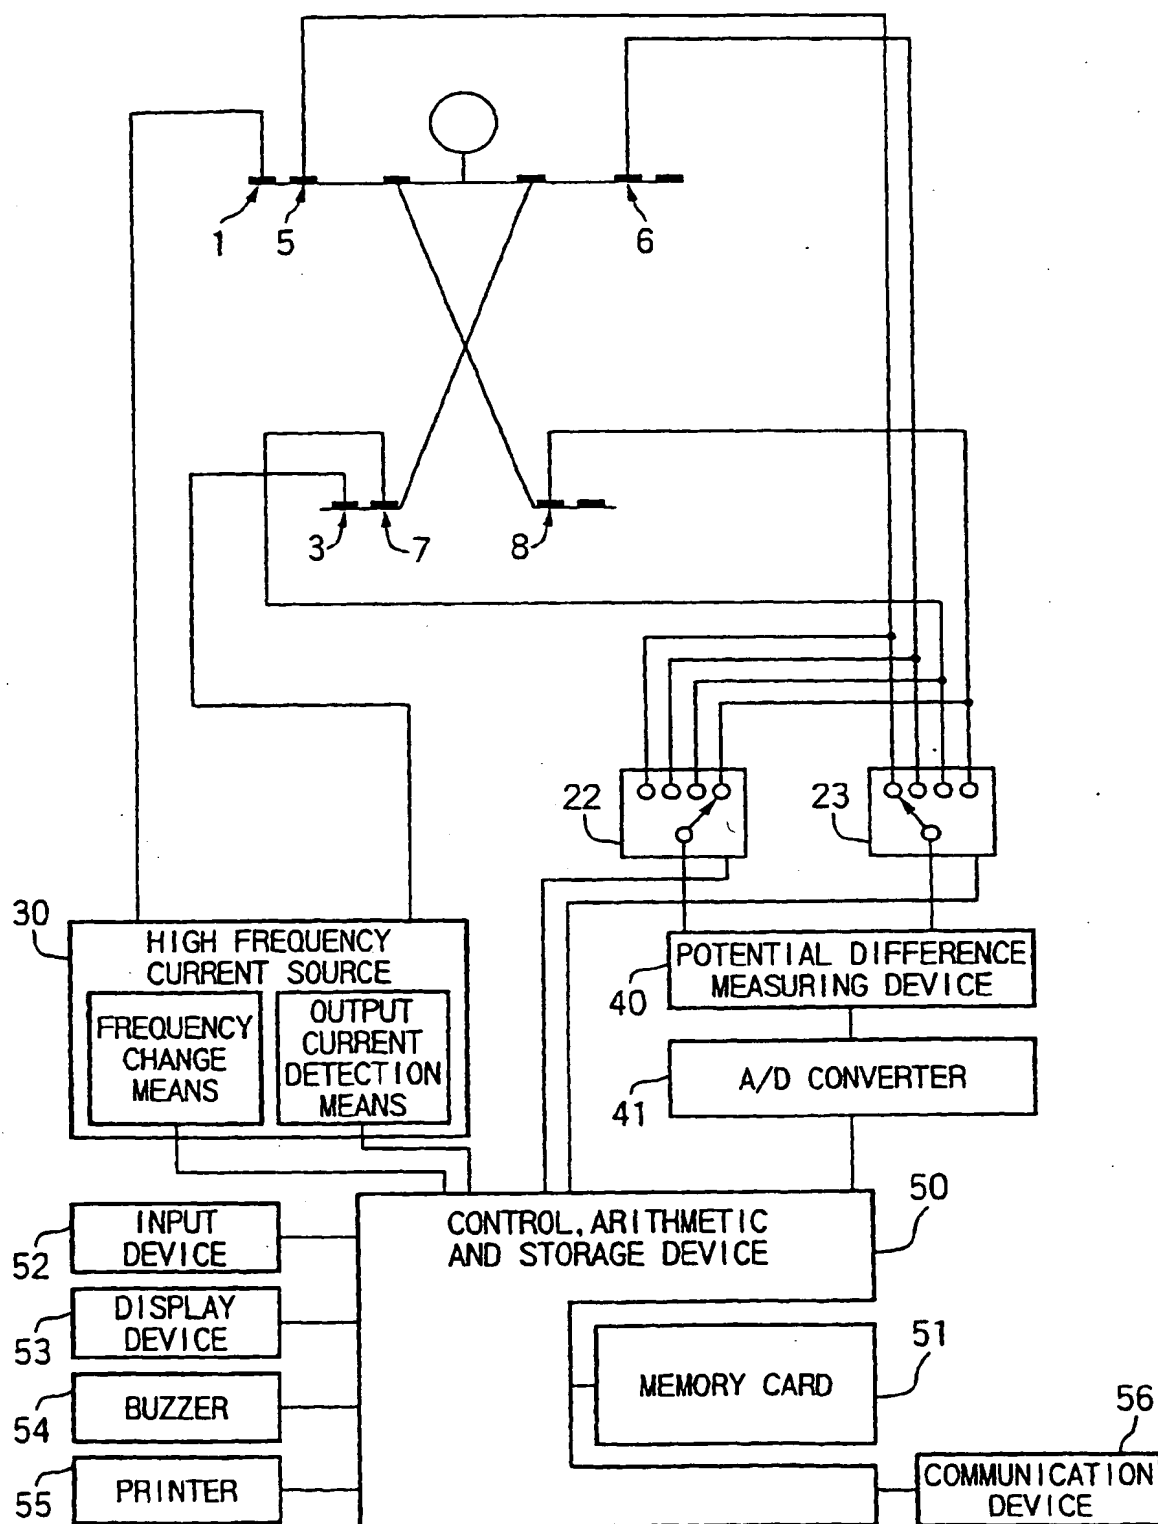 1
5
6
3
7
8
22
23
30
HIGH FREQUENCY
CURRENT SOURCE
FREQUENCY
CHANGE
MEANS
OUTPUT
CURRENT
DETECTION
MEANS
40
POTENTIAL DIFFERENCE
MEASURING DEVICE
41
A/D CONVERTER
50
CONTROL, ARITHMETIC
AND STORAGE DEVICE
52
INPUT
DEVICE
53
DISPLAY
DEVICE
54
BUZZER
55
PRINTER
51
MEMORY CARD
56
COMMUNICATION
DEVICE